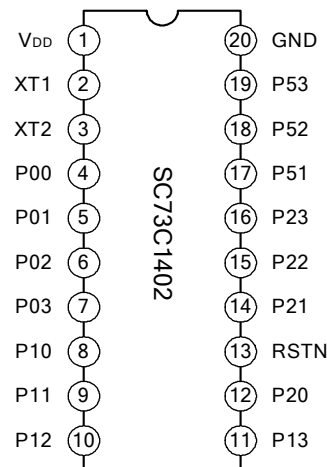 VDD 1 20 GND
XT1 2 19 P53
XT2 3 18 P52
P00 4 17 P51
P01 5 16 P23
P02 6 15 P22
P03 7 14 P21
P10 8 13 RSTN
P11 9 12 P20
P12 10 11 P13
SC73C1402